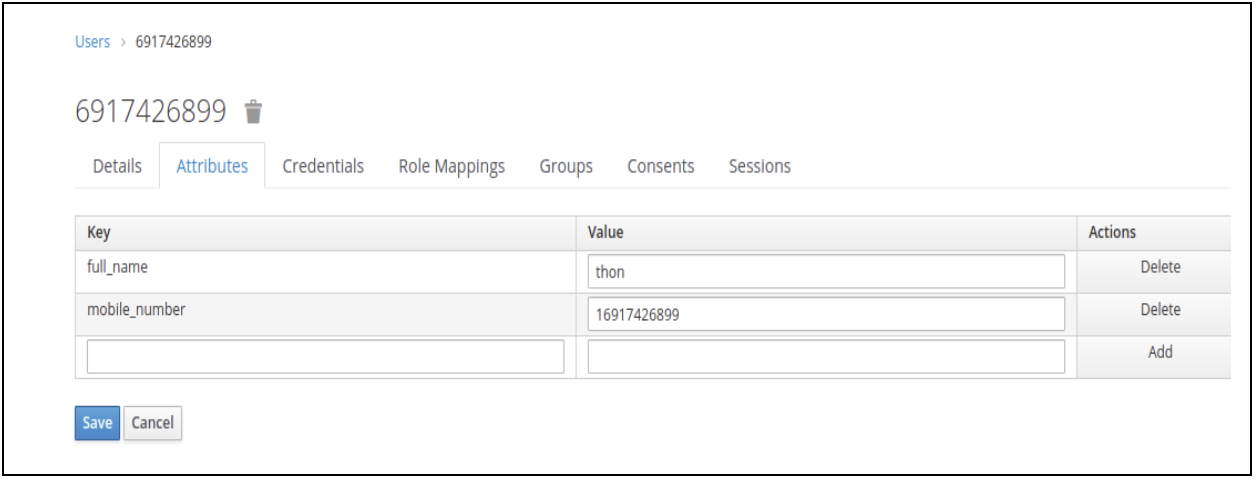 Users > 6917426899
6917426899
Details Attributes Credentials Role Mappings Groups Consents Sessions
Key Value Actions
full_name thon Delete
mobile_number 16917426899 Delete
Add
Save Cancel